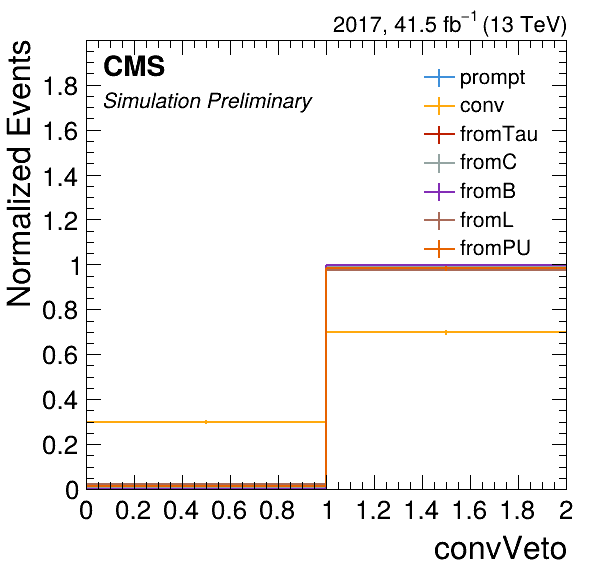 2017, 41.5 fb⁻¹ (13 TeV)
CMS
Simulation Preliminary
prompt
conv
fromTau
fromC
fromB
fromL
fromPU
Normalized Events
1.8
1.6
1.4
1.2
1
0.8
0.6
0.4
0.2
0
0 0.2 0.4 0.6 0.8 1 1.2 1.4 1.6 1.8 2
convVeto